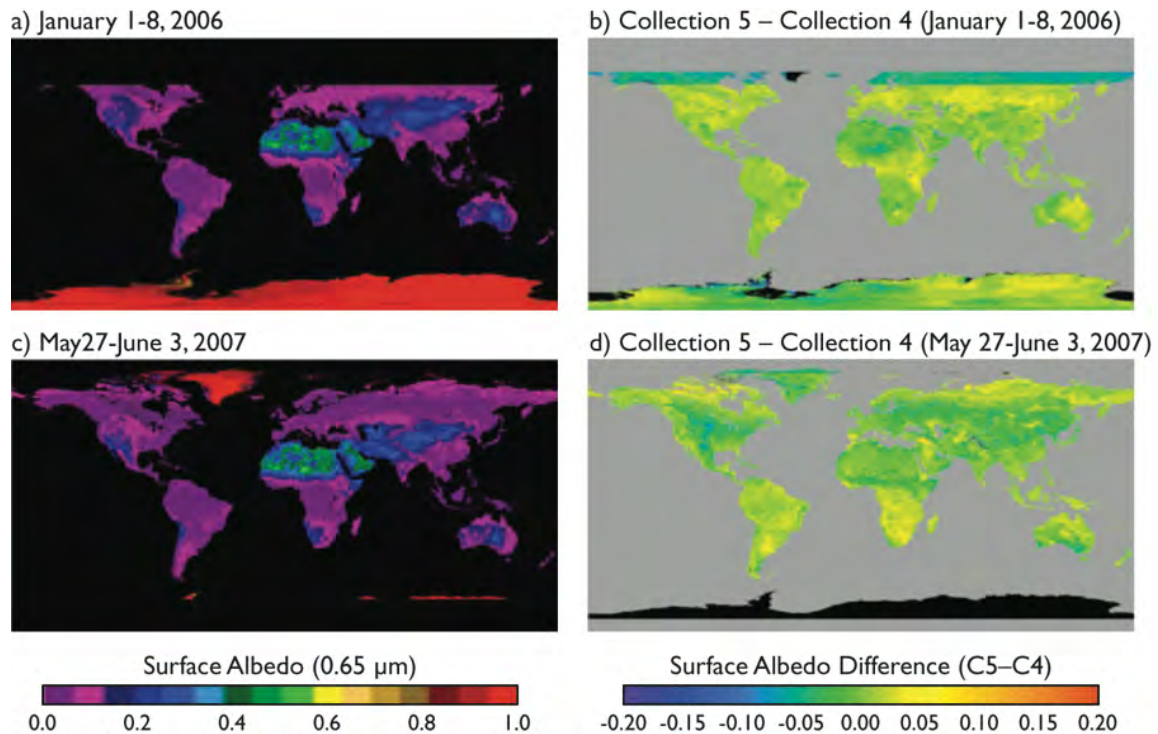 a) January 1-8, 2006
b) Collection 5 – Collection 4 (January 1-8, 2006)
c) May27-June 3, 2007
d) Collection 5 – Collection 4 (May 27-June 3, 2007)
Surface Albedo (0.65 µm)
0.0 0.2 0.4 0.6 0.8 1.0
Surface Albedo Difference (C5–C4)
-0.20 -0.15 -0.10 -0.05 0.00 0.05 0.10 0.15 0.20